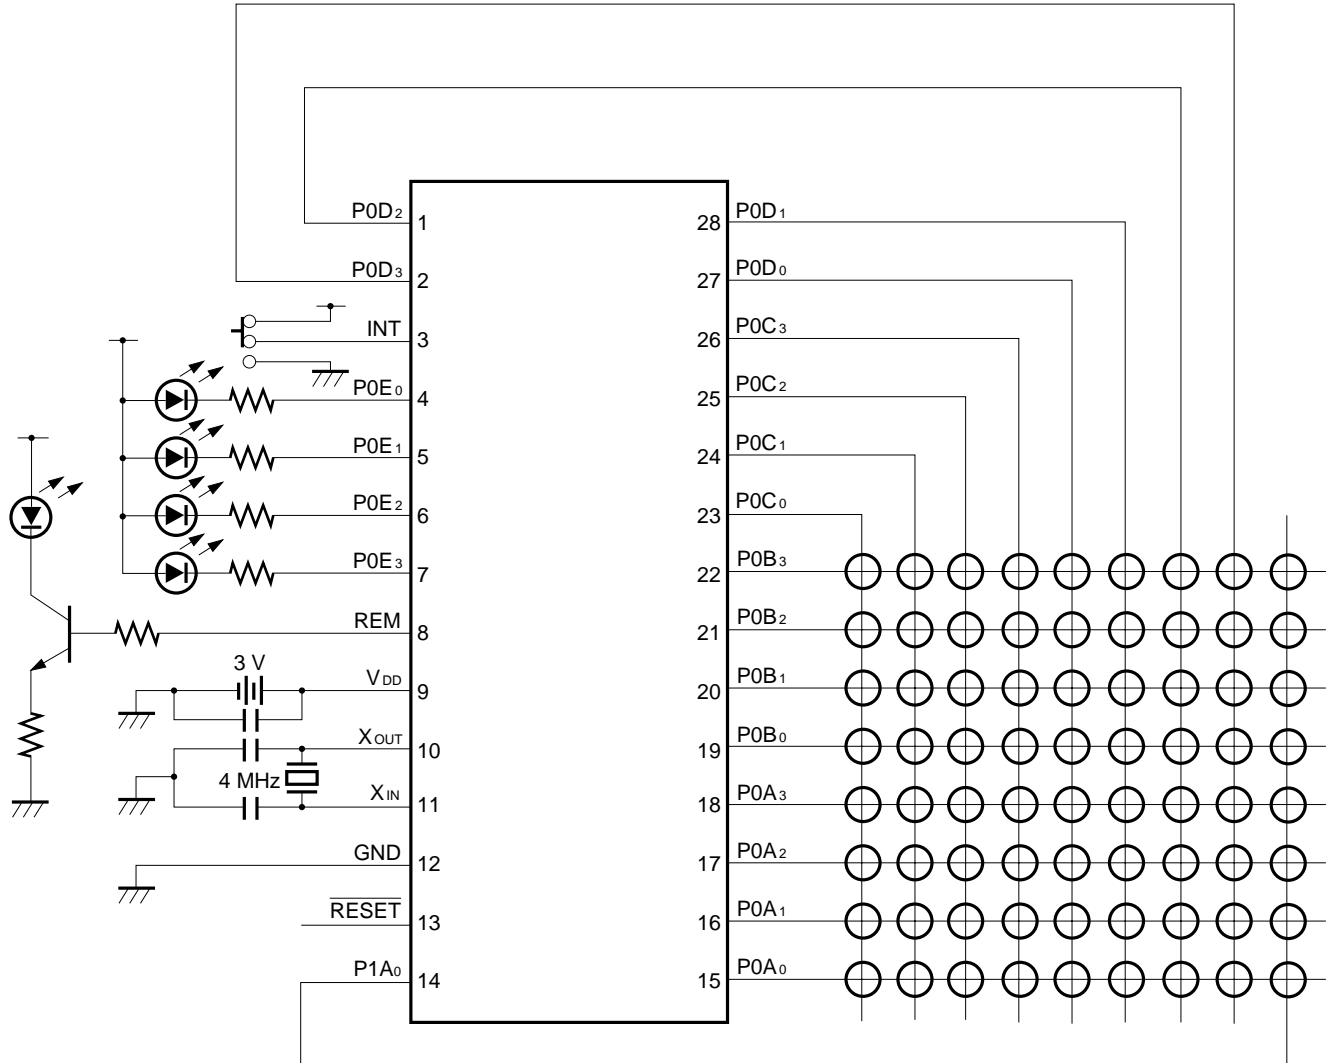 P0D2
1
P0D3
2
INT
3
P0E0
4
P0E1
5
P0E2
6
P0E3
7
REM
8
3 V
VDD
9
XOUT
10
4 MHz
XIN
11
GND
12
RESET
13
P1A0
14
28
P0D1
27
P0D0
26
P0C3
25
P0C2
24
P0C1
23
P0C0
22
P0B3
21
P0B2
20
P0B1
19
P0B0
18
P0A3
17
P0A2
16
P0A1
15
P0A0